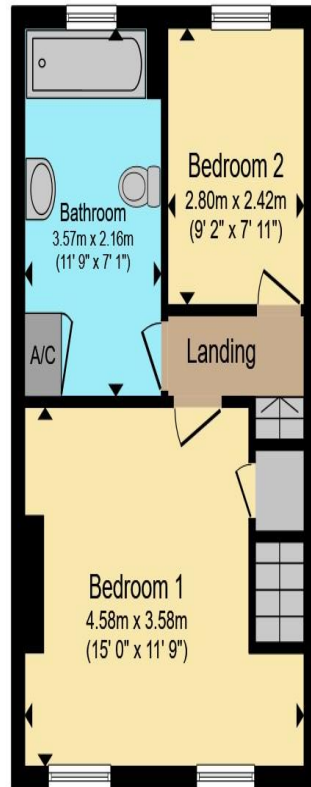 Bathroom
3.57m x 2.16m
(11' 9" x 7' 1")
Bedroom 2
2.80m x 2.42m
(9' 2" x 7' 11")
A/C
Landing
Bedroom 1
4.58m x 3.58m
(15' 0" x 11' 9")